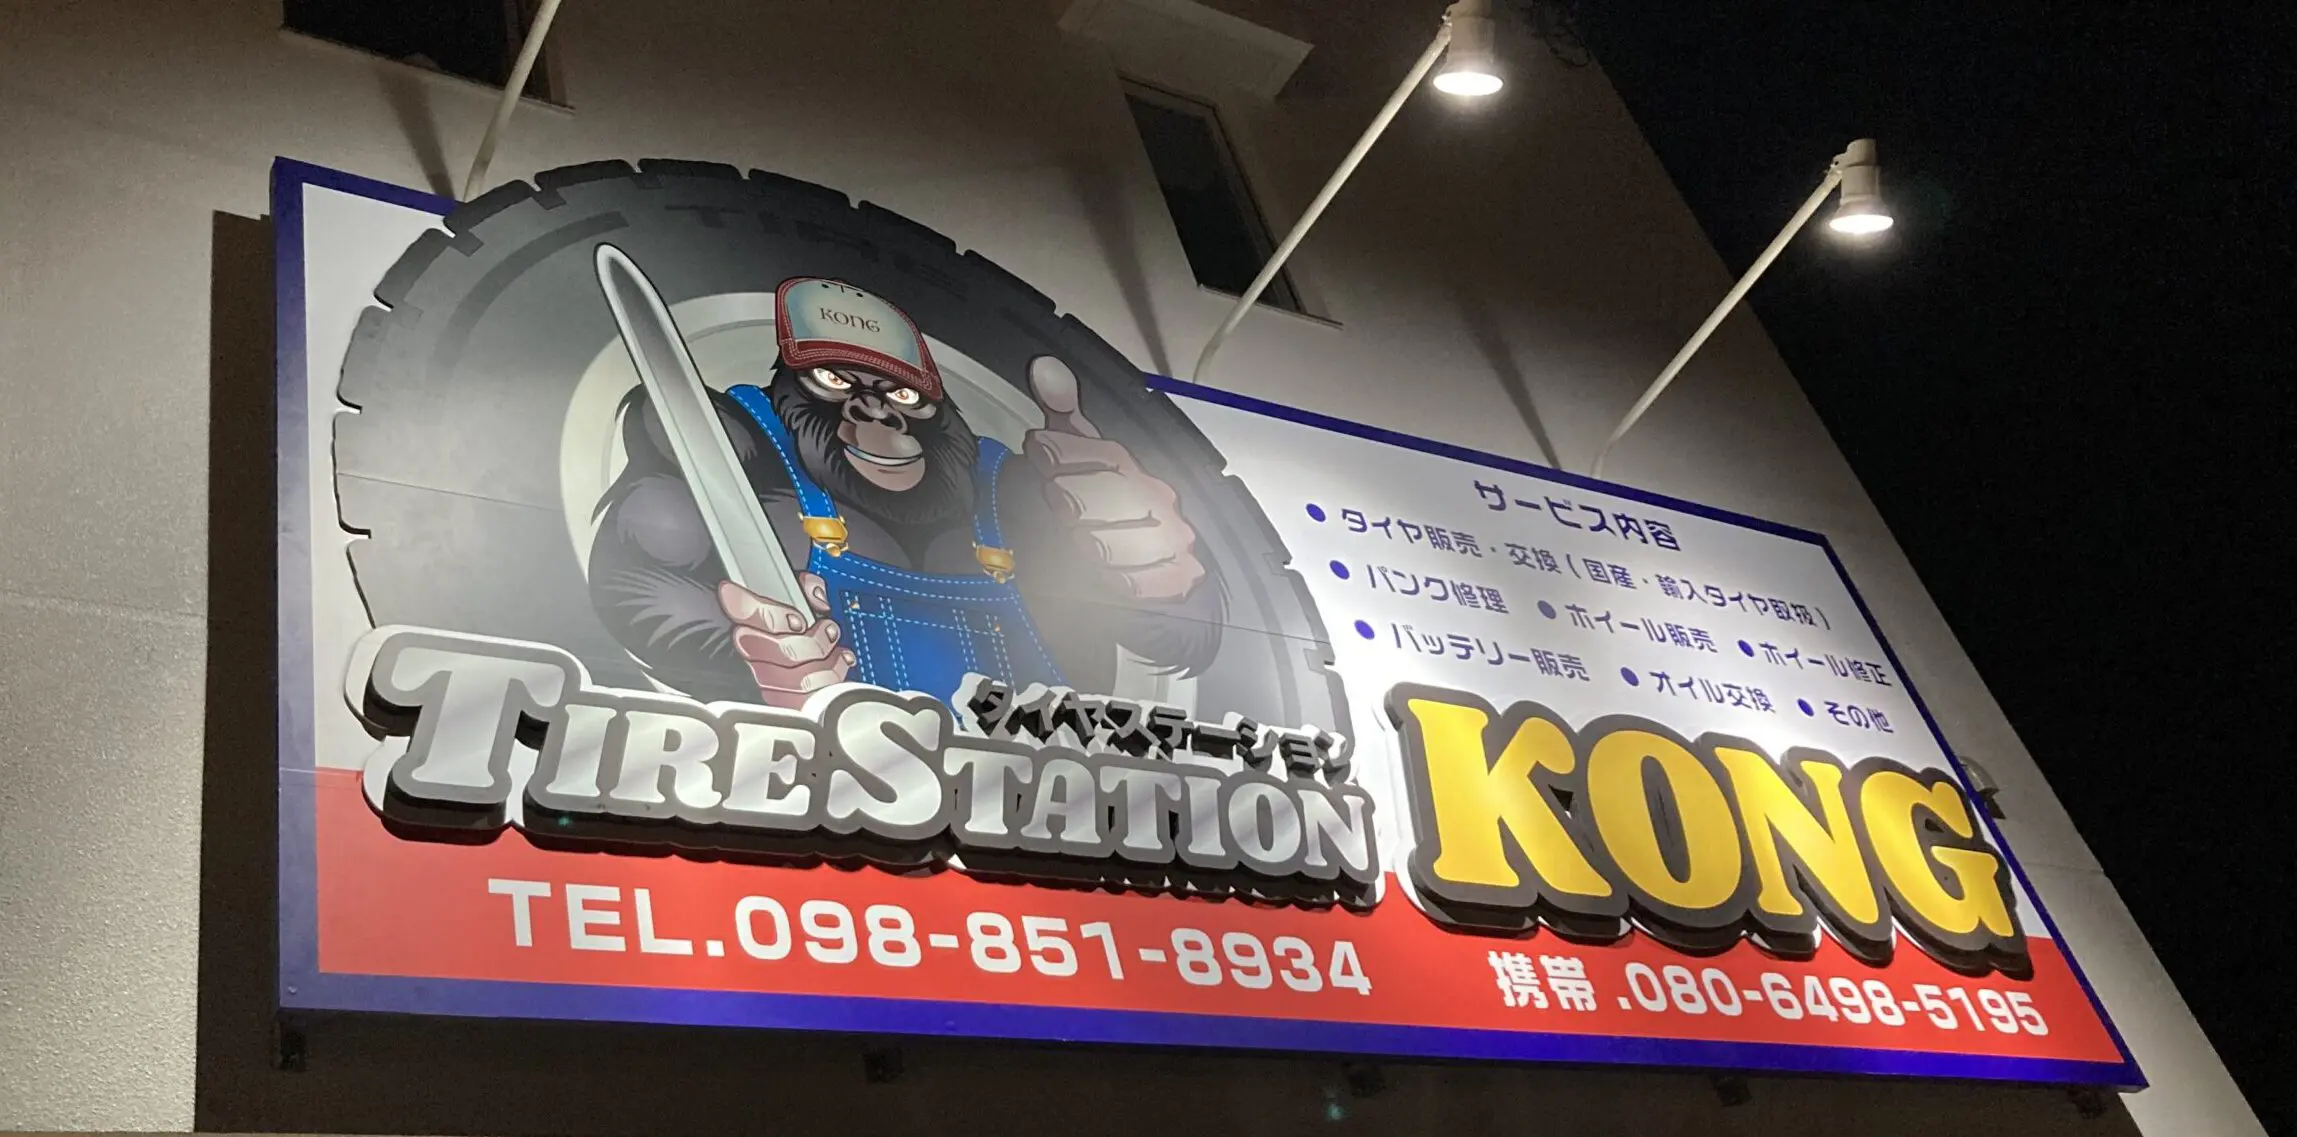 TIRE
KONG
サービス内容
● タイヤ販売・交換（国産・輸入タイヤ取扱）
● パンク修理 ● ホイール販売 ● ホイール修正
● バッテリー販売 ● オイル交換 ● その他
タイヤステーション
TIRE STATION KONG
TEL.098-851-8934 携帯.080-6498-5195